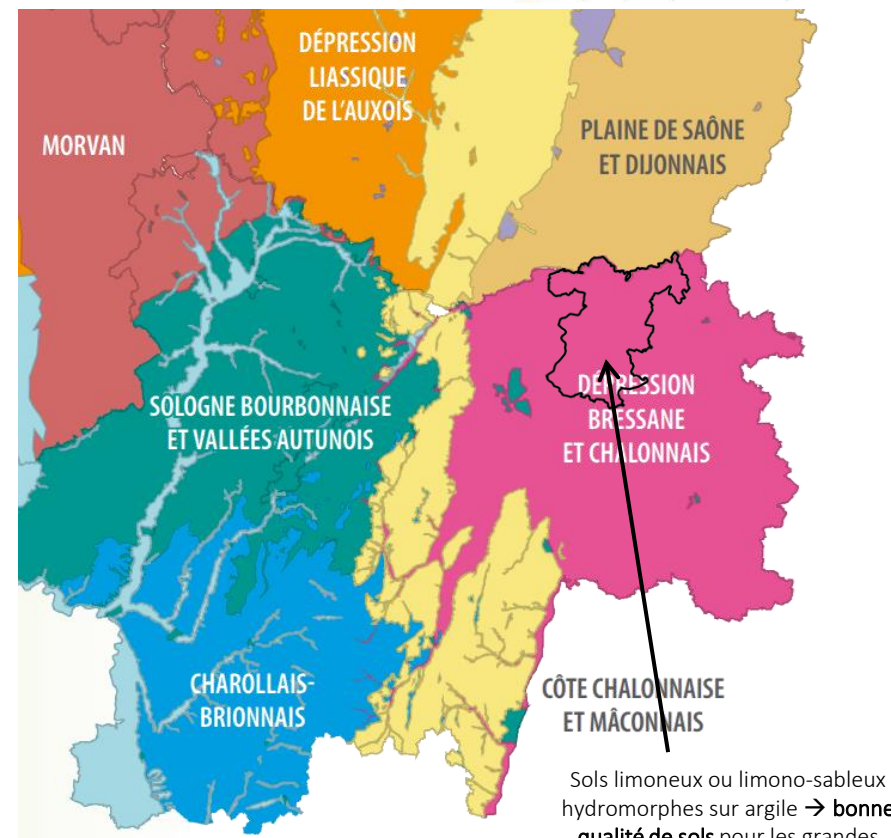 DÉPRESSION
LIASSIQUE
DE L'AUXOIS
MORVAN
PLAINE DE SAÔNE
ET DIJONNAIS
SOLOGNE BOURBONNAISE
ET VALLÉES AUTUNOIS
DÉPRESSION
BRESSANE
ET CHALONNAIS
CHAROLLAIS-
BRIONNAIS
CÔTE CHALONNAISE
ET MÂCONNAIS
Sols limoneux ou limono-sableux
hydromorphes sur argile → bonne
qualité de sols pour les grandes